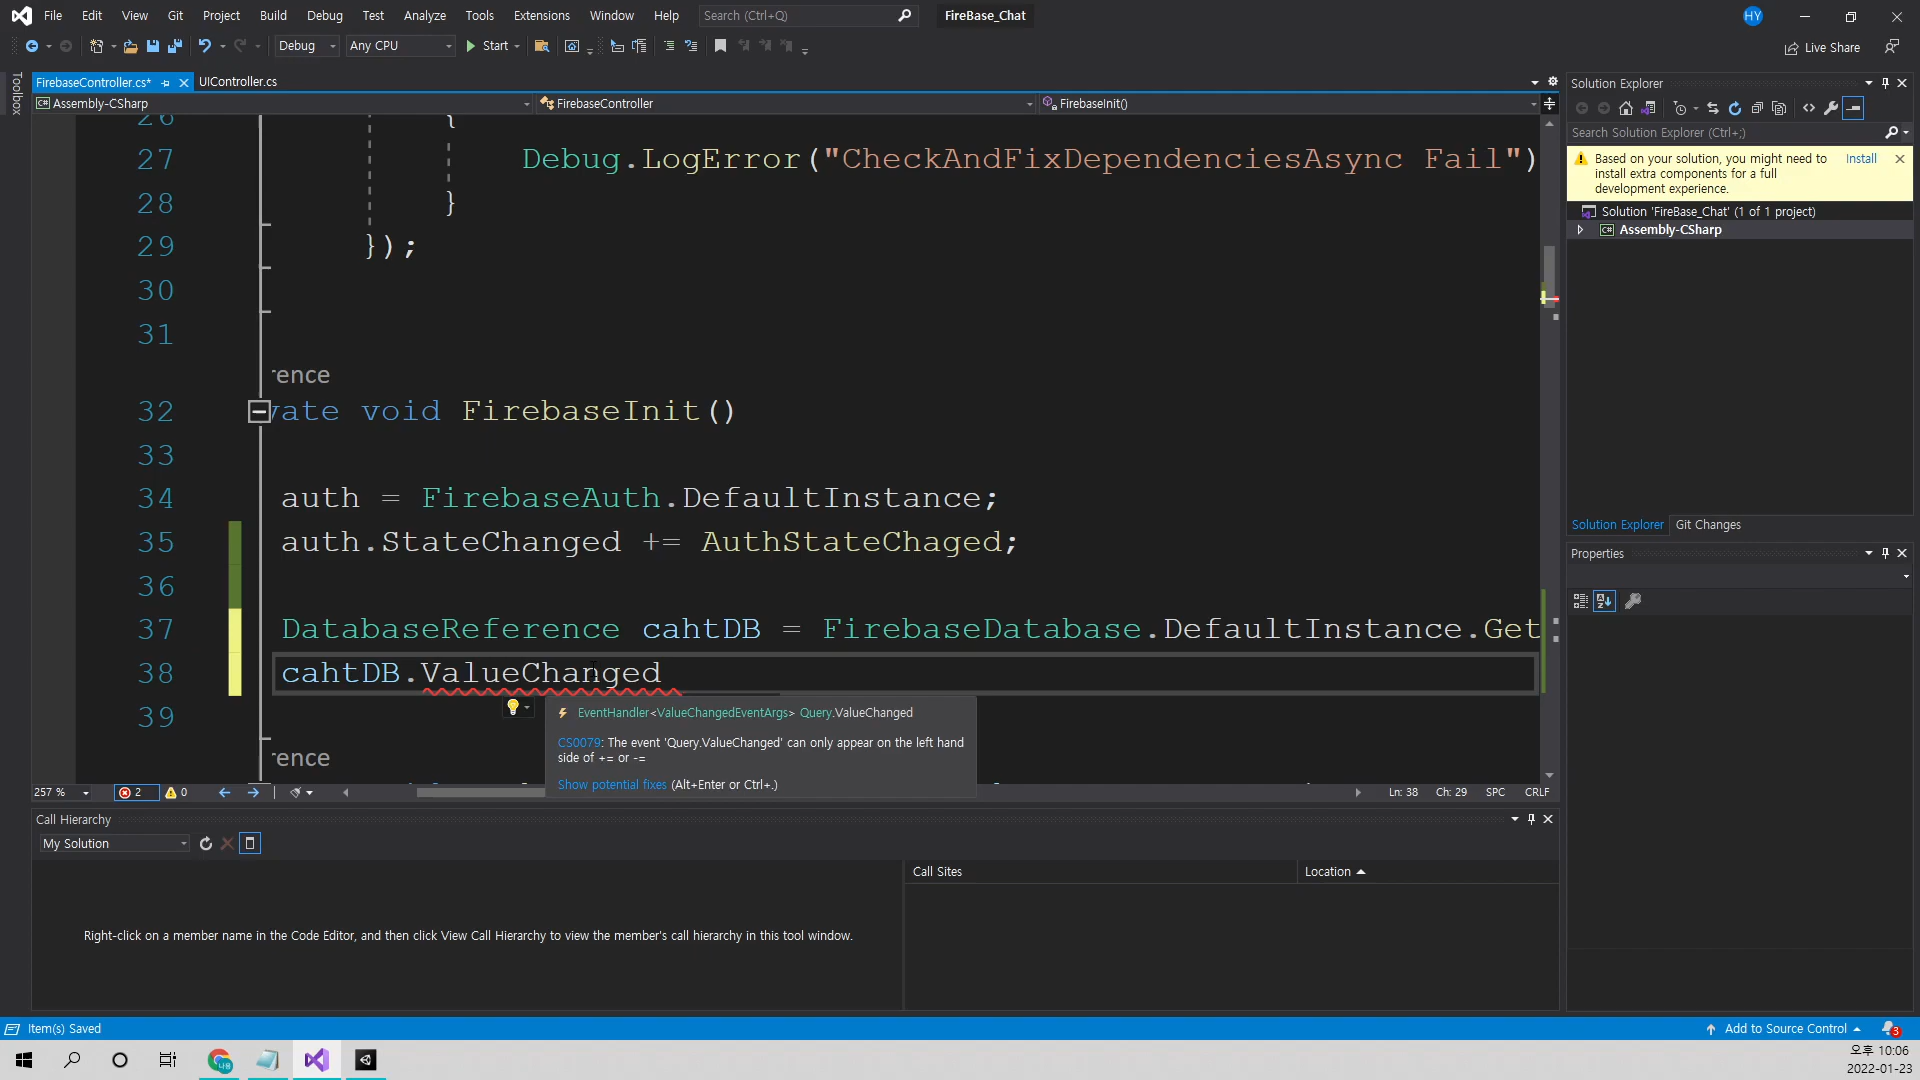 File Edit View Git Project Build Debug Test Analyze Tools Extensions Window Help Search (Ctrl+Q) FireBase_Chat HY
Debug Any CPU Start Live Share
Toolbox
FirebaseController.cs* UIController.cs
Assembly-CSharp FirebaseController FirebaseInit()
26 {
27 Debug.LogError("CheckAndFixDependenciesAsync Fail")
28 }
29 });
30
31
rence
32 vate void FirebaseInit()
33
34 auth = FirebaseAuth.DefaultInstance;
35 auth.StateChanged += AuthStateChaged;
36
37 DatabaseReference cahtDB = FirebaseDatabase.DefaultInstance.Get
38 cahtDB.ValueChanged
39
rence
EventHandler<ValueChangedEventArgs> Query.ValueChanged
CS0079: The event 'Query.ValueChanged' can only appear on the left hand
side of += or -=
Show potential fixes (Alt+Enter or Ctrl+.)
257 % 2 0 Ln: 38 Ch: 29 SPC CRLF
Call Hierarchy
My Solution
Call Sites Location
Right-click on a member name in the Code Editor, and then click View Call Hierarchy to view the member's call hierarchy in this tool window.
Solution Explorer
Search Solution Explorer (Ctrl+;)
Based on your solution, you might need to Install
install extra components for a full
development experience.
Solution 'FireBase_Chat' (1 of 1 project)
Assembly-CSharp
Solution Explorer Git Changes
Properties
Item(s) Saved Add to Source Control 3
오후 10:06
2022-01-23